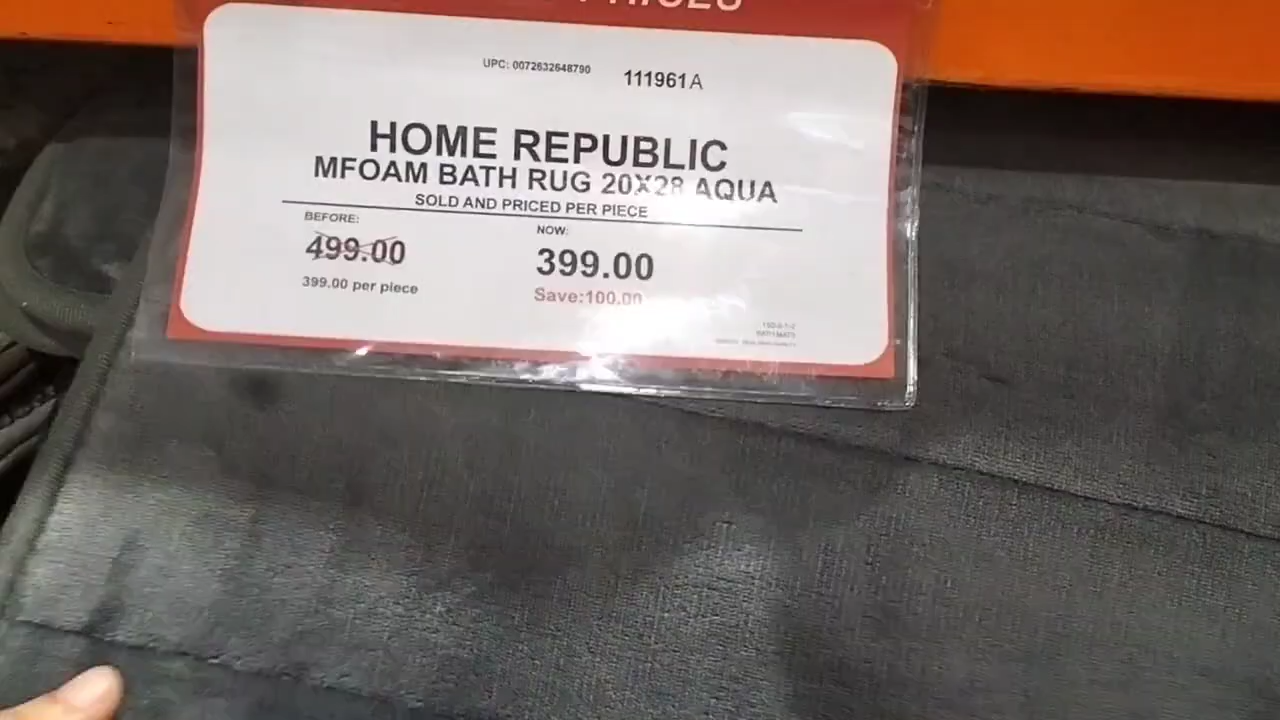 UPC: 0072632648790
111961A
HOME REPUBLIC
MFOAM BATH RUG 20X28 AQUA
SOLD AND PRICED PER PIECE
BEFORE:
499.00
399.00 per piece
NOW:
399.00
Save:100.00